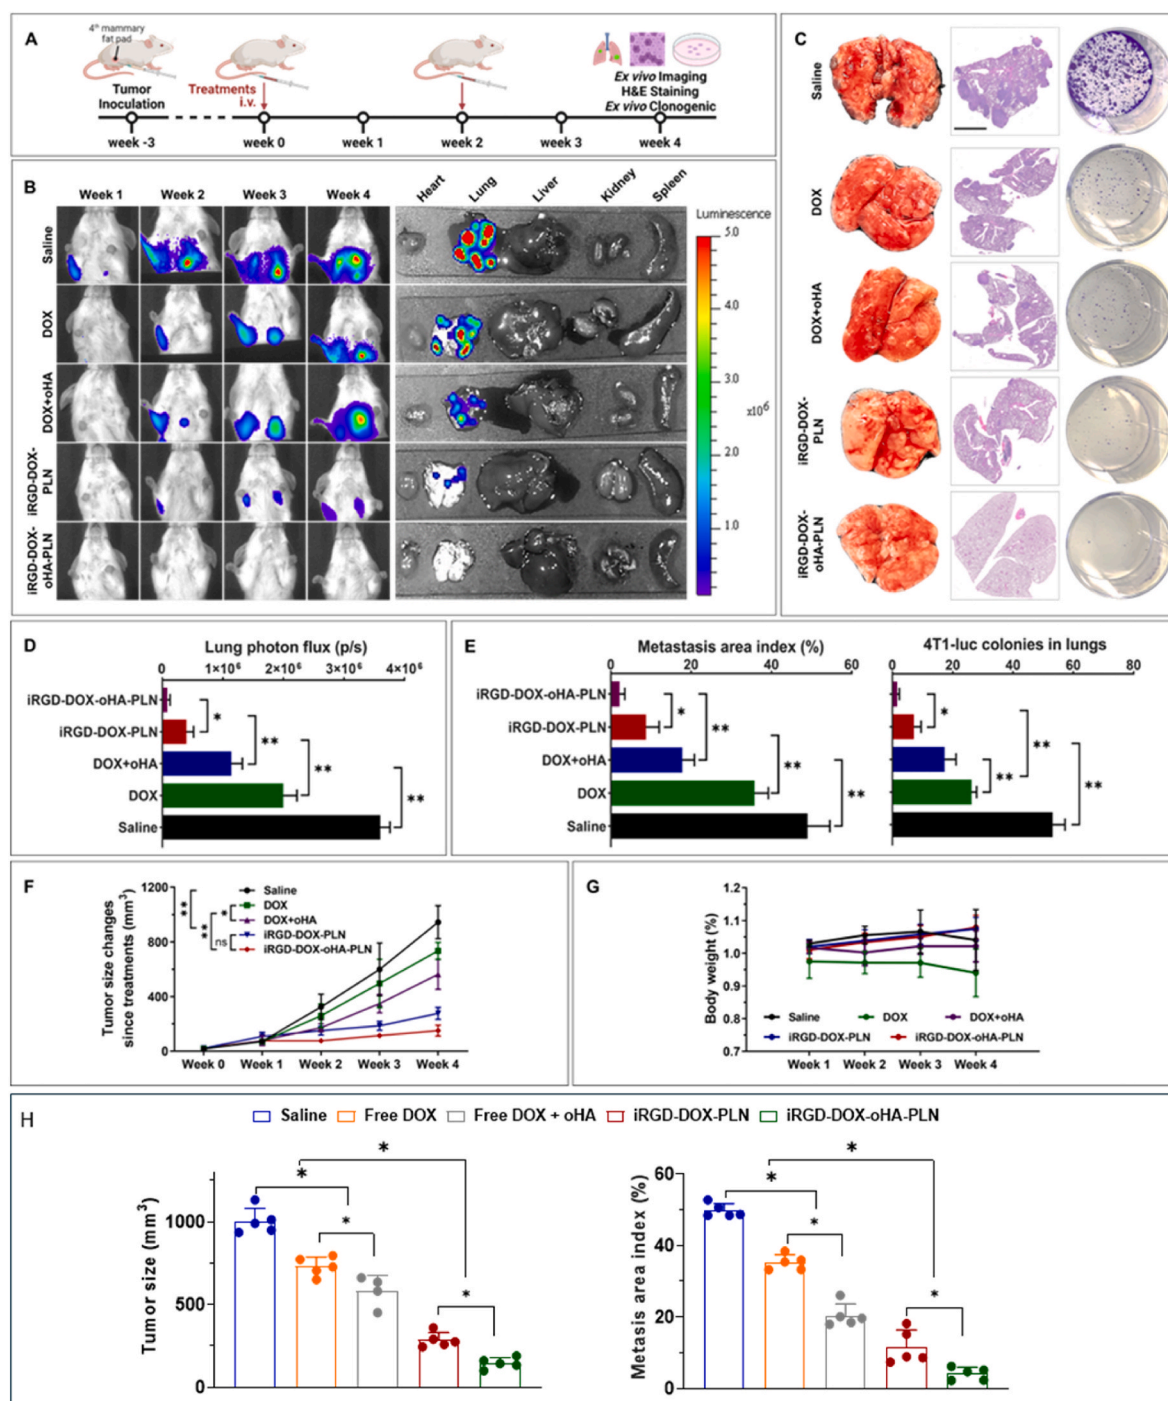 A
4th mammary
fat pad
Tumor
Inoculation
Treatments
i.v.
Ex vivo Imaging
H&E Staining
Ex vivo Clonogenic
week -3
week 0
week 1
week 2
week 3
week 4
B
Week 1
Week 2
Week 3
Week 4
Heart
Lung
Liver
Kidney
Spleen
Luminescence
Saline
DOX
DOX+oHA
iRGD-DOX-
PLN
iRGD-DOX-
oHA-PLN
5.0
4.0
3.0
x10⁶
2.0
1.0
C
Saline
DOX
DOX+oHA
iRGD-DOX-
PLN
iRGD-DOX-
oHA-PLN
D
Lung photon flux (p/s)
0 1×10⁶ 2×10⁶ 3×10⁶ 4×10⁶
iRGD-DOX-oHA-PLN
iRGD-DOX-PLN
DOX+oHA
DOX
Saline
*
**
**
**
E
Metastasis area index (%)
0 20 40 60
iRGD-DOX-oHA-PLN
iRGD-DOX-PLN
DOX+oHA
DOX
Saline
*
**
**
**
4T1-luc colonies in lungs
0 20 40 60 80
*
**
**
**
F
Tumor size changes
since treatments (mm³)
1200
800
400
0
**
**
*
ns
Saline
DOX
DOX+oHA
iRGD-DOX-PLN
iRGD-DOX-oHA-PLN
Week 0 Week 1 Week 2 Week 3 Week 4
G
Body weight (%)
1.2
1.1
1.0
0.9
0.8
0.7
Saline DOX DOX+oHA
iRGD-DOX-PLN iRGD-DOX-oHA-PLN
Week 1 Week 2 Week 3 Week 4
H
Saline Free DOX Free DOX + oHA iRGD-DOX-PLN iRGD-DOX-oHA-PLN
Tumor size (mm³)
1000
500
0
*
*
*
*
Metasis area index (%)
60
40
20
0
*
*
*
*